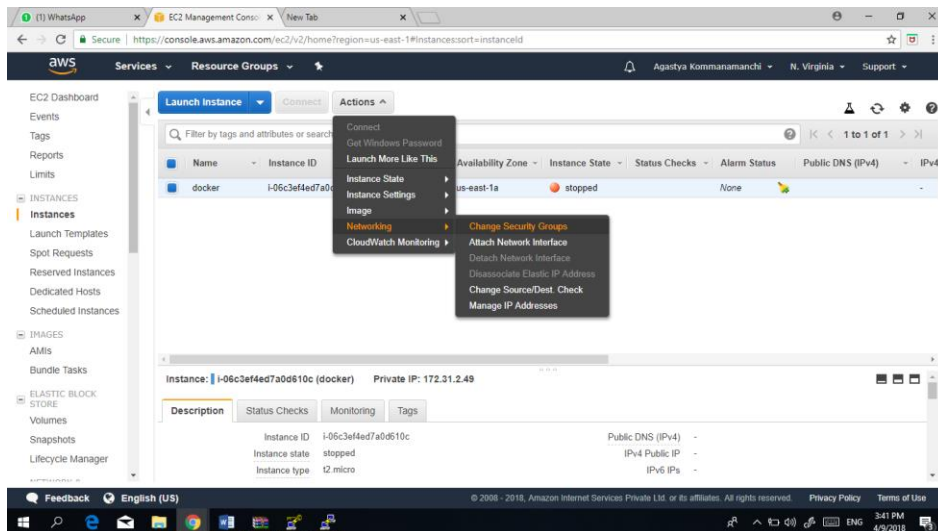 (1) WhatsApp
EC2 Management Conso
New Tab
Secure
https://console.aws.amazon.com/ec2/v2/home?region=us-east-1#Instances:sort=instanceId
aws
Services
Resource Groups
Agastya Kommanamanchi
N. Virginia
Support
EC2 Dashboard
Events
Tags
Reports
Limits
INSTANCES
Instances
Launch Templates
Spot Requests
Reserved Instances
Dedicated Hosts
Scheduled Instances
IMAGES
AMIs
Bundle Tasks
ELASTIC BLOCK
STORE
Volumes
Snapshots
Lifecycle Manager
Launch Instance
Connect
Actions
Filter by tags and attributes or search
1 to 1 of 1
Name
Instance ID
Availability Zone
Instance State
Status Checks
Alarm Status
Public DNS (IPv4)
IPv4
docker
i-06c3ef4ed7a0d
us-east-1a
stopped
None
-
Connect
Get Windows Password
Launch More Like This
Instance State
Instance Settings
Image
Networking
CloudWatch Monitoring
Change Security Groups
Attach Network Interface
Detach Network Interface
Disassociate Elastic IP Address
Change Source/Dest. Check
Manage IP Addresses
Instance: i-06c3ef4ed7a0d610c (docker) Private IP: 172.31.2.49
Description
Status Checks
Monitoring
Tags
Instance ID i-06c3ef4ed7a0d610c
Public DNS (IPv4) -
Instance state stopped
IPv4 Public IP -
Instance type t2.micro
IPv6 IPs -
Feedback
English (US)
© 2008 - 2018, Amazon Internet Services Private Ltd. or its affiliates. All rights reserved.
Privacy Policy
Terms of Use
ENG
3:41 PM
4/9/2018